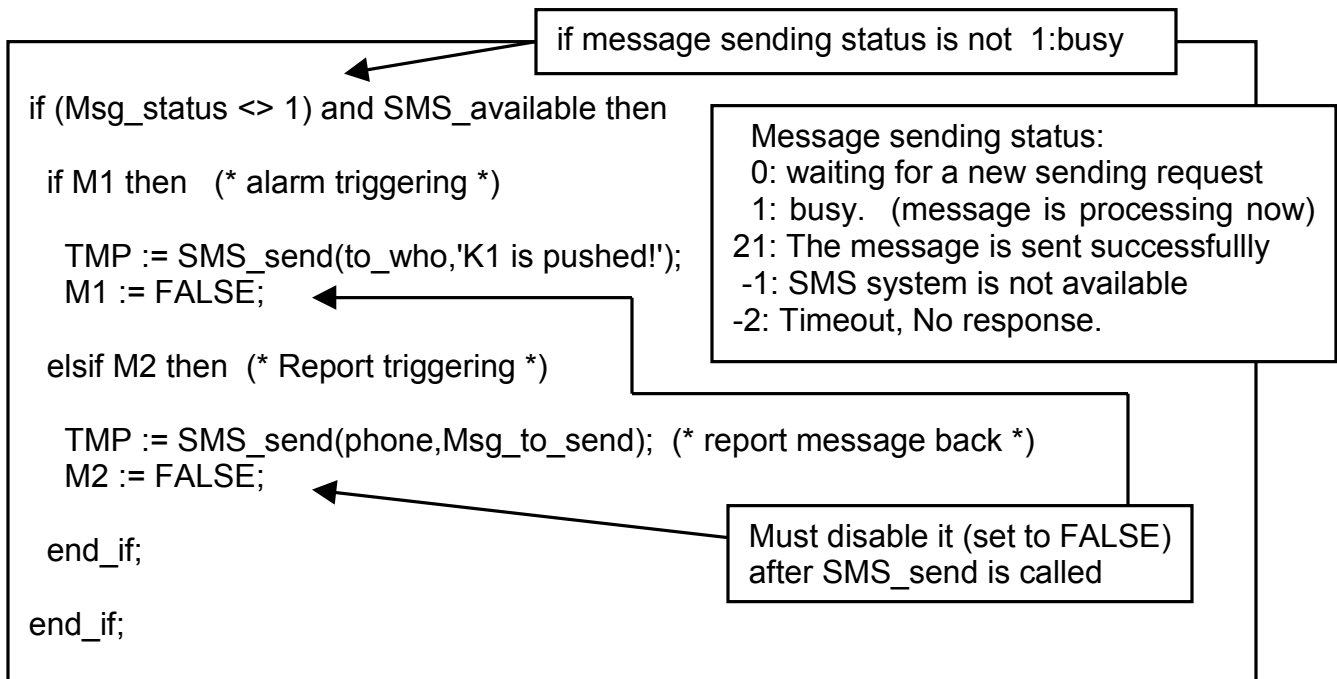 if message sending status is not 1:busy
if (Msg_status <> 1) and SMS_available then
if M1 then (* alarm triggering *)
TMP := SMS_send(to_who,'K1 is pushed!');
M1 := FALSE;
elsif M2 then (* Report triggering *)
TMP := SMS_send(phone,Msg_to_send); (* report message back *)
M2 := FALSE;
end_if;
end_if;
Message sending status:
0: waiting for a new sending request
1: busy. (message is processing now)
21: The message is sent successfullly
-1: SMS system is not available
-2: Timeout, No response.
Must disable it (set to FALSE)
after SMS_send is called